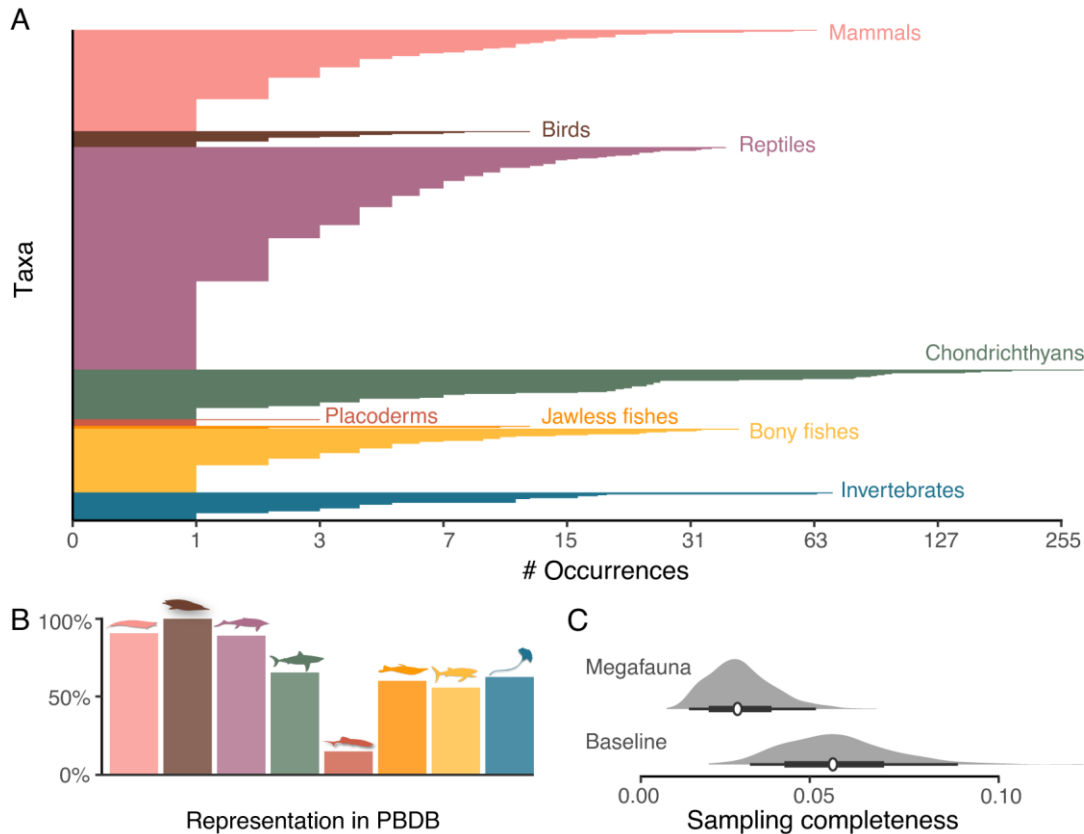 A
Mammals
Birds
Reptiles
Taxa
Chondrichthyans
Placoderms
Jawless fishes
Bony fishes
Invertebrates
0 1 3 7 15 31 63 127 255
# Occurrences
B
100%
50%
0%
Representation in PBDB
C
Megafauna
Baseline
0.00 0.05 0.10
Sampling completeness